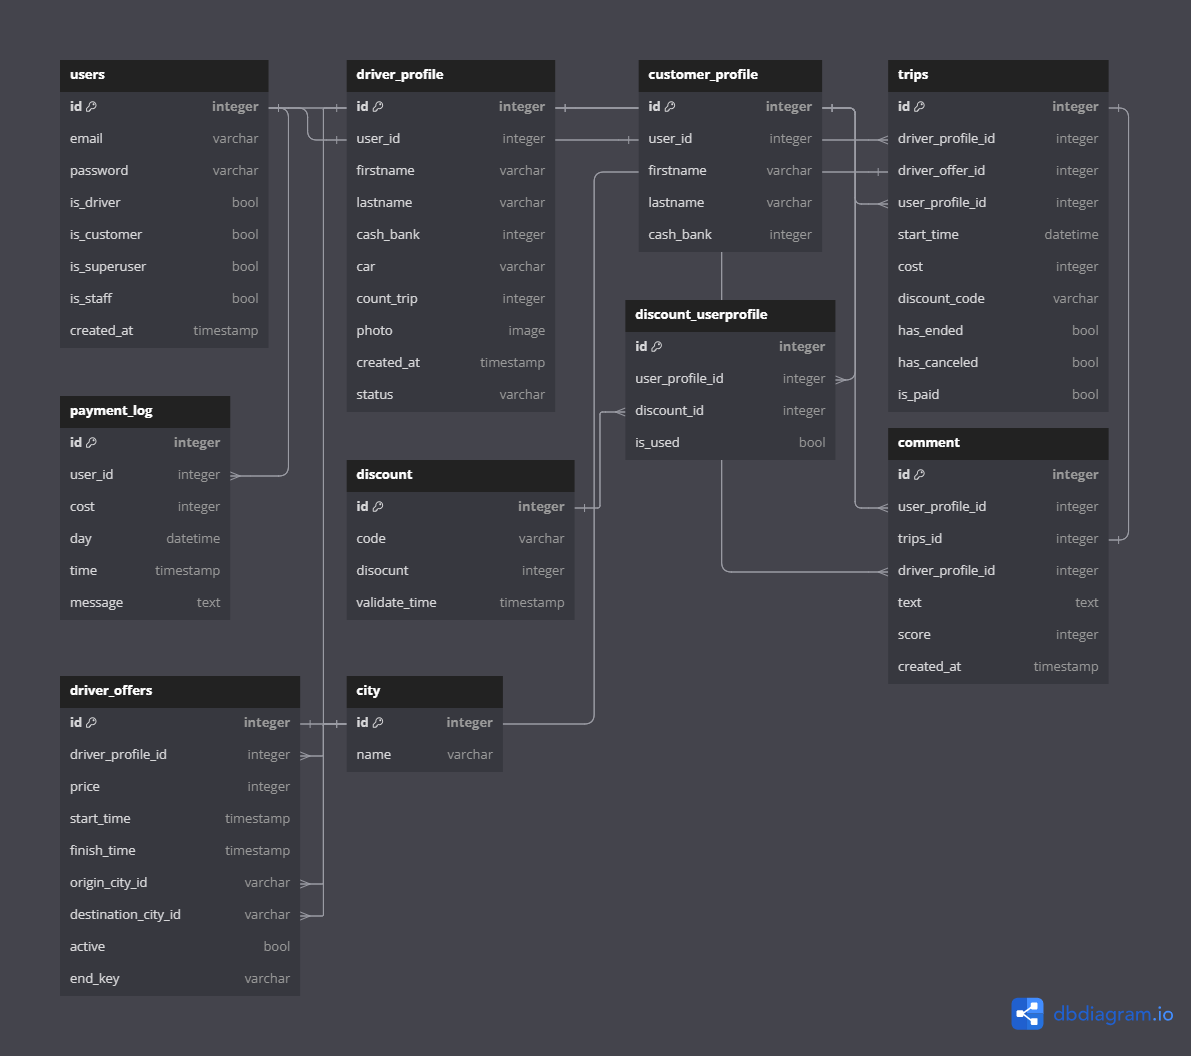 users
id integer
email varchar
password varchar
is_driver bool
is_customer bool
is_superuser bool
is_staff bool
created_at timestamp
driver_profile
id integer
user_id integer
firstname varchar
lastname varchar
cash_bank integer
car varchar
count_trip integer
photo image
created_at timestamp
status varchar
customer_profile
id integer
user_id integer
firstname varchar
lastname varchar
cash_bank integer
trips
id integer
driver_profile_id integer
driver_offer_id integer
user_profile_id integer
start_time datetime
cost integer
discount_code varchar
has_ended bool
has_canceled bool
is_paid bool
discount_userprofile
id integer
user_profile_id integer
discount_id integer
is_used bool
payment_log
id integer
user_id integer
cost integer
day datetime
time timestamp
message text
discount
id integer
code varchar
disocunt integer
validate_time timestamp
comment
id integer
user_profile_id integer
trips_id integer
driver_profile_id integer
text text
score integer
created_at timestamp
driver_offers
id integer
driver_profile_id integer
price integer
start_time timestamp
finish_time timestamp
origin_city_id varchar
destination_city_id varchar
active bool
end_key varchar
city
id integer
name varchar
dbdiagram.io